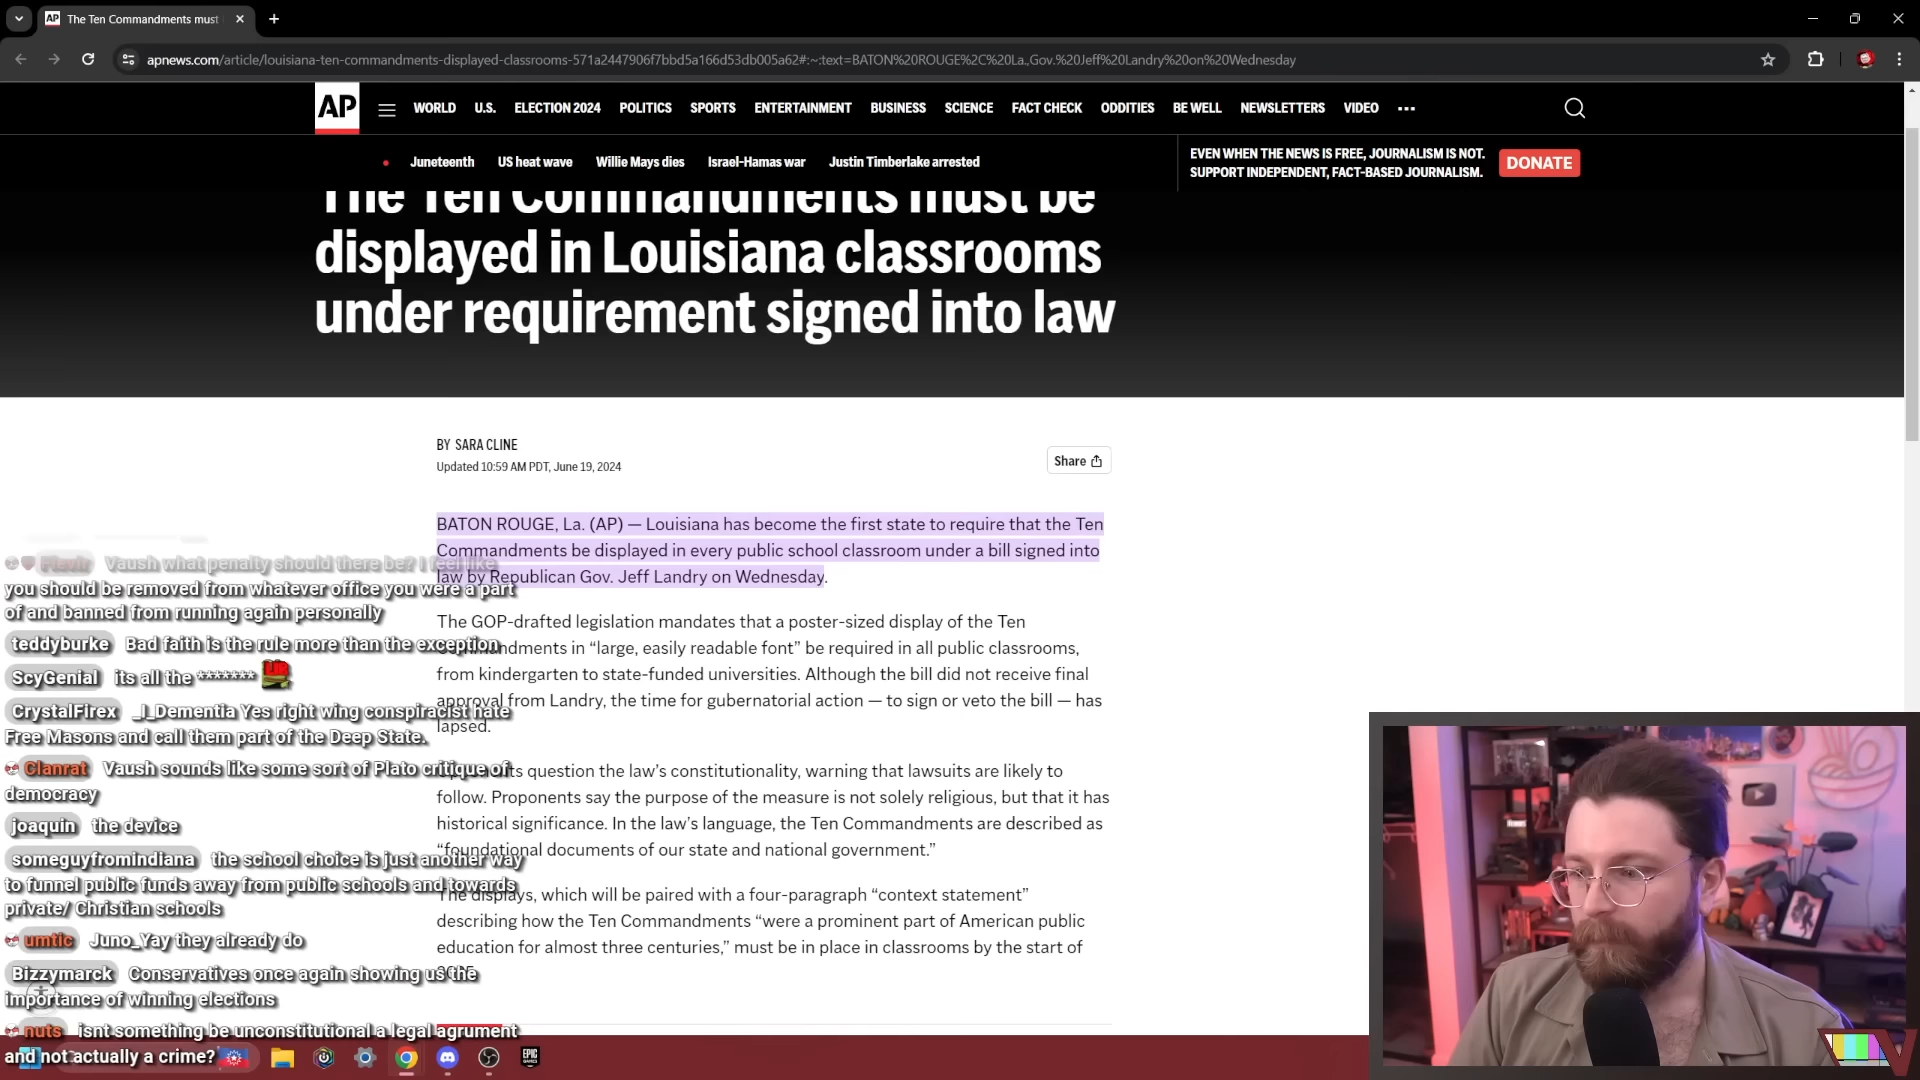 AP The Ten Commandments must
apnews.com/article/louisiana-ten-commandments-displayed-classrooms-571a2447906f7bbd5a166d53db005a62#:~:text=BATON%20ROUGE%2C%20La.,Gov.%20Jeff%20Landry%20on%20Wednesday
AP WORLD U.S. ELECTION 2024 POLITICS SPORTS ENTERTAINMENT BUSINESS SCIENCE FACT CHECK ODDITIES BE WELL NEWSLETTERS VIDEO
Juneteenth US heat wave Willie Mays dies Israel-Hamas war Justin Timberlake arrested
EVEN WHEN THE NEWS IS FREE, JOURNALISM IS NOT.
SUPPORT INDEPENDENT, FACT-BASED JOURNALISM.
DONATE
The Ten Commandments must be
displayed in Louisiana classrooms
under requirement signed into law
BY SARA CLINE
Updated 10:59 AM PDT, June 19, 2024
Share
BATON ROUGE, La. (AP) — Louisiana has become the first state to require that the Ten
Commandments be displayed in every public school classroom under a bill signed into
law by Republican Gov. Jeff Landry on Wednesday.
The GOP-drafted legislation mandates that a poster-sized display of the Ten
Commandments in “large, easily readable font” be required in all public classrooms,
from kindergarten to state-funded universities. Although the bill did not receive final
approval from Landry, the time for gubernatorial action — to sign or veto the bill — has
lapsed.
question the law’s constitutionality, warning that lawsuits are likely to
follow. Proponents say the purpose of the measure is not solely religious, but that it has
historical significance. In the law’s language, the Ten Commandments are described as
“foundational documents of our state and national government.”
The displays, which will be paired with a four-paragraph “context statement”
describing how the Ten Commandments “were a prominent part of American public
education for almost three centuries,” must be in place in classrooms by the start of
Vaush what penalty should there be? I feel like
you should be removed from whatever office you were a part
of and banned from running again personally
teddyburke Bad faith is the rule more than the exception.
ScyGenial its all the *******
CrystalFirex _I_Dementia Yes right wing conspiracist hate
Free Masons and call them part of the Deep State.
Clanrat Vaush sounds like some sort of Plato critique of
democracy
joaquin the device
someguyfromindiana the school choice is just another way
to funnel public funds away from public schools and towards
private/ Christian schools
umtic Juno_Yay they already do
Bizzymarck Conservatives once again showing us the
importance of winning elections
nuts isnt something be unconstitutional a legal agrument
and not actually a crime?
EPIC
GAMES